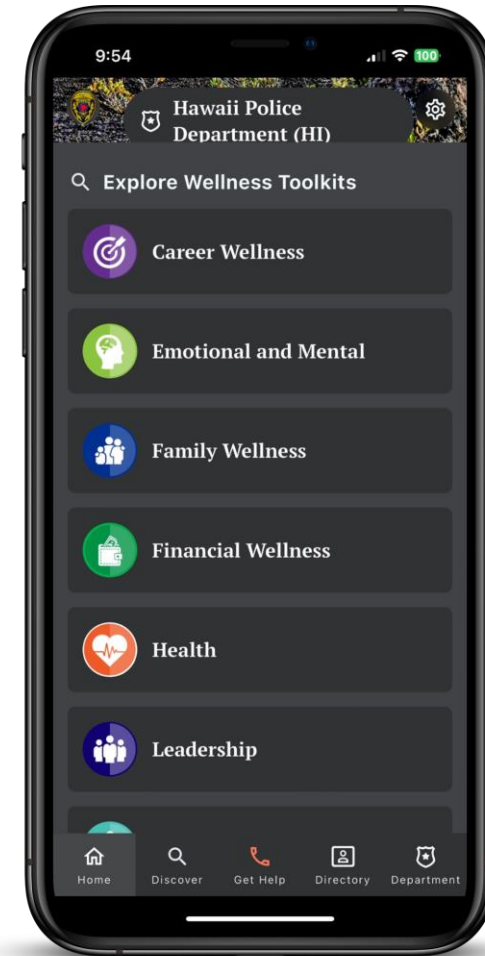 9:54
100
Hawaii Police
Department (HI)
Explore Wellness Toolkits
Career Wellness
Emotional and Mental
Family Wellness
Financial Wellness
Health
Leadership
Home
Discover
Get Help
Directory
Department